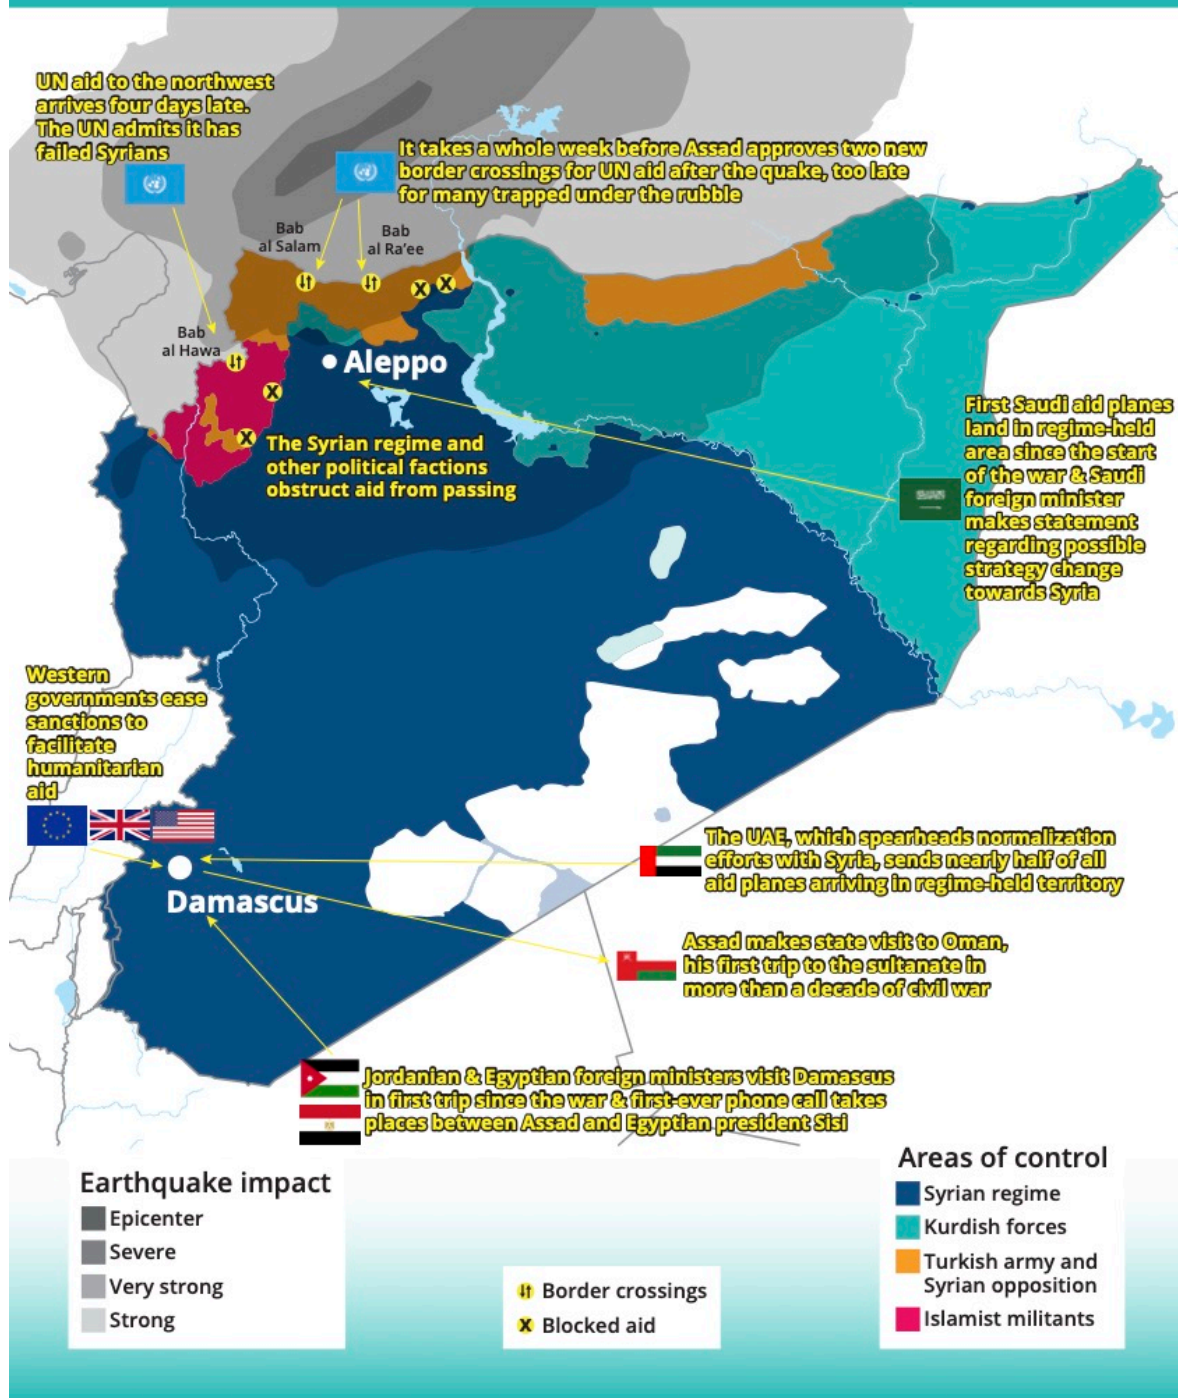 UN aid to the northwest
arrives four days late.
The UN admits it has
failed Syrians
It takes a whole week before Assad approves two new
border crossings for UN aid after the quake, too late
for many trapped under the rubble
Bab
al Salam
Bab
al Ra'ee
Bab
al Hawa
Aleppo
The Syrian regime and
other political factions
obstruct aid from passing
First Saudi aid planes
land in regime-held
area since the start
of the war & Saudi
foreign minister
makes statement
regarding possible
strategy change
towards Syria
Western
governments ease
sanctions to
facilitate
humanitarian
aid
Damascus
The UAE, which spearheads normalization
efforts with Syria, sends nearly half of all
aid planes arriving in regime-held territory
Assad makes state visit to Oman,
his first trip to the sultanate in
more than a decade of civil war
Jordanian & Egyptian foreign ministers visit Damascus
in first trip since the war & first-ever phone call takes
places between Assad and Egyptian president Sisi
Earthquake impact
Epicenter
Severe
Very strong
Strong
Border crossings
Blocked aid
Areas of control
Syrian regime
Kurdish forces
Turkish army and
Syrian opposition
Islamist militants